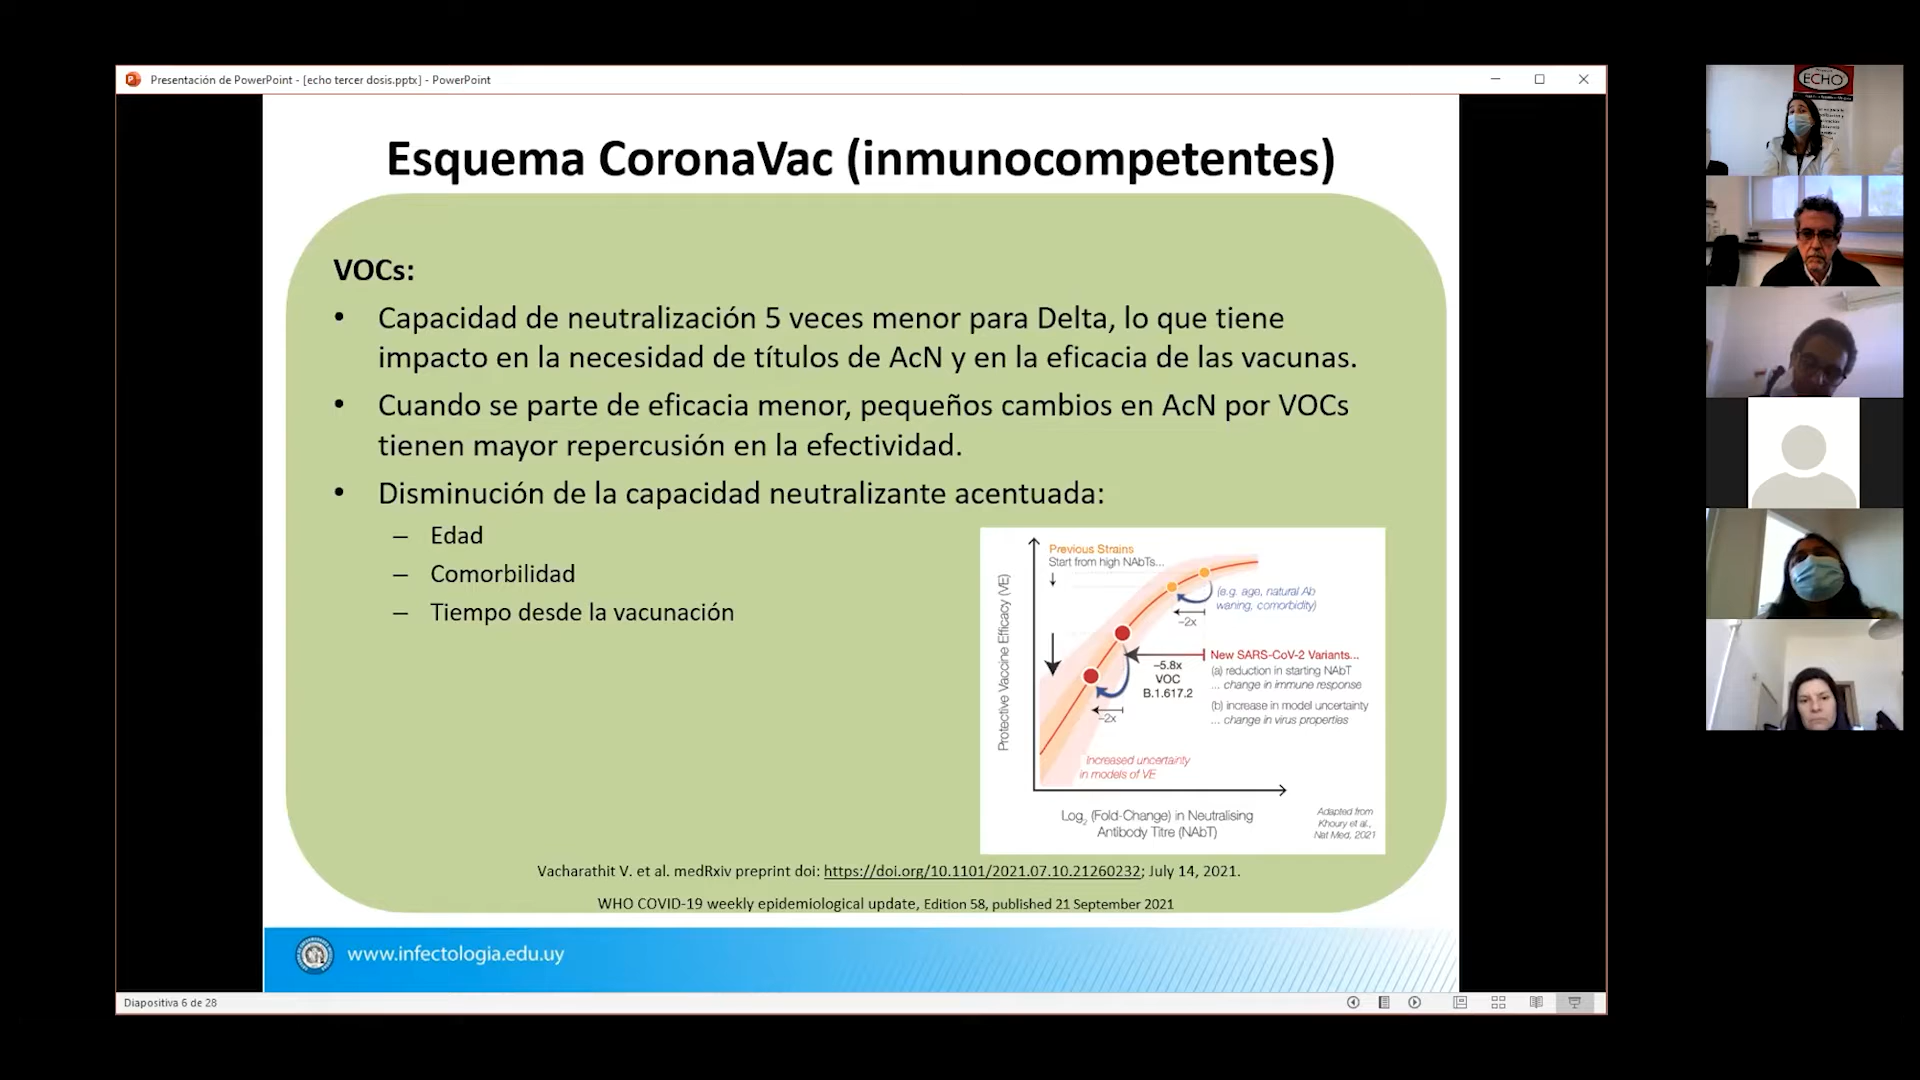 Presentación de PowerPoint - [echo tercer dosis.pptx] - PowerPoint
ECHO
Esquema CoronaVac (inmunocompetentes)
VOCs:
• Capacidad de neutralización 5 veces menor para Delta, lo que tiene
impacto en la necesidad de títulos de AcN y en la eficacia de las vacunas.
• Cuando se parte de eficacia menor, pequeños cambios en AcN por VOCs
tienen mayor repercusión en la efectividad.
• Disminución de la capacidad neutralizante acentuada:
– Edad
– Comorbilidad
– Tiempo desde la vacunación
Protective Vaccine Efficacy (VE)
Previous Strains
Start from high NAbTs...
(e.g. age, natural Ab
waning, comorbidity)
–2x
New SARS-CoV-2 Variants...
(a) reduction in starting NAbT
... change in immune response
(b) increase in model uncertainty
... change in virus properties
–5.8x
VOC
B.1.617.2
–2x
Increased uncertainty
in models of VE
Log2 (Fold-Change) in Neutralising
Antibody Titre (NAbT)
Adapted from
Khoury et al.,
Nat Med, 2021
Vacharathit V. et al. medRxiv preprint doi: https://doi.org/10.1101/2021.07.10.21260232; July 14, 2021.
WHO COVID-19 weekly epidemiological update, Edition 58, published 21 September 2021
www.infectologia.edu.uy
Diapositiva 6 de 28